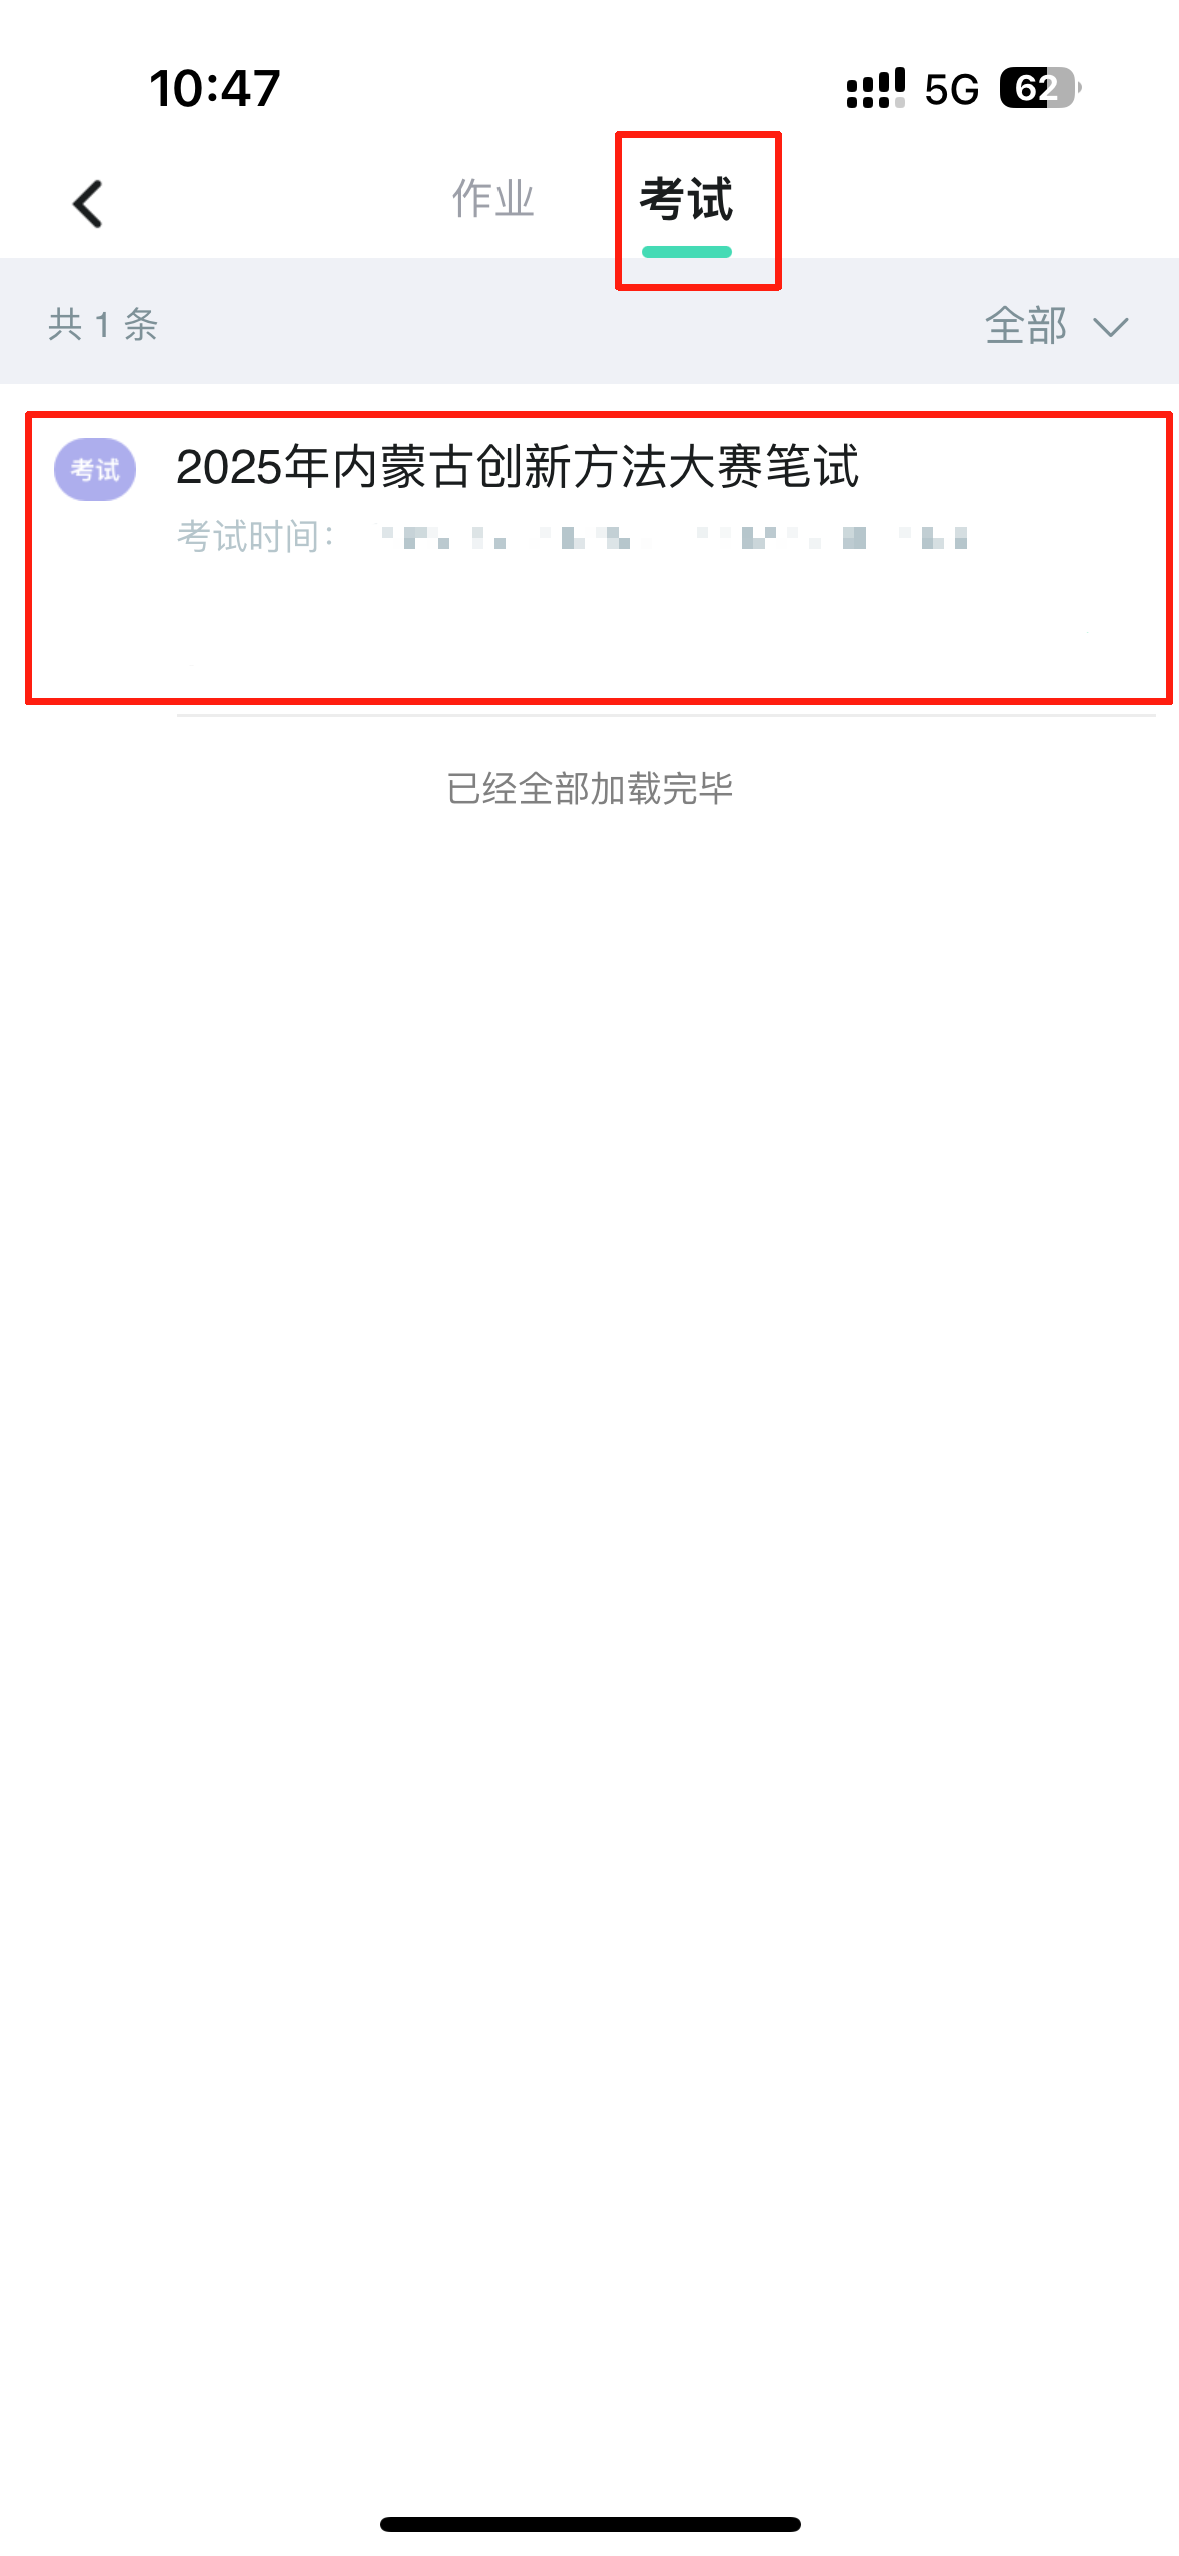 10:47 5G 62
作业 考试
共 1 条 全部
考试 2025年内蒙古创新方法大赛笔试
考试时间：
已经全部加载完毕